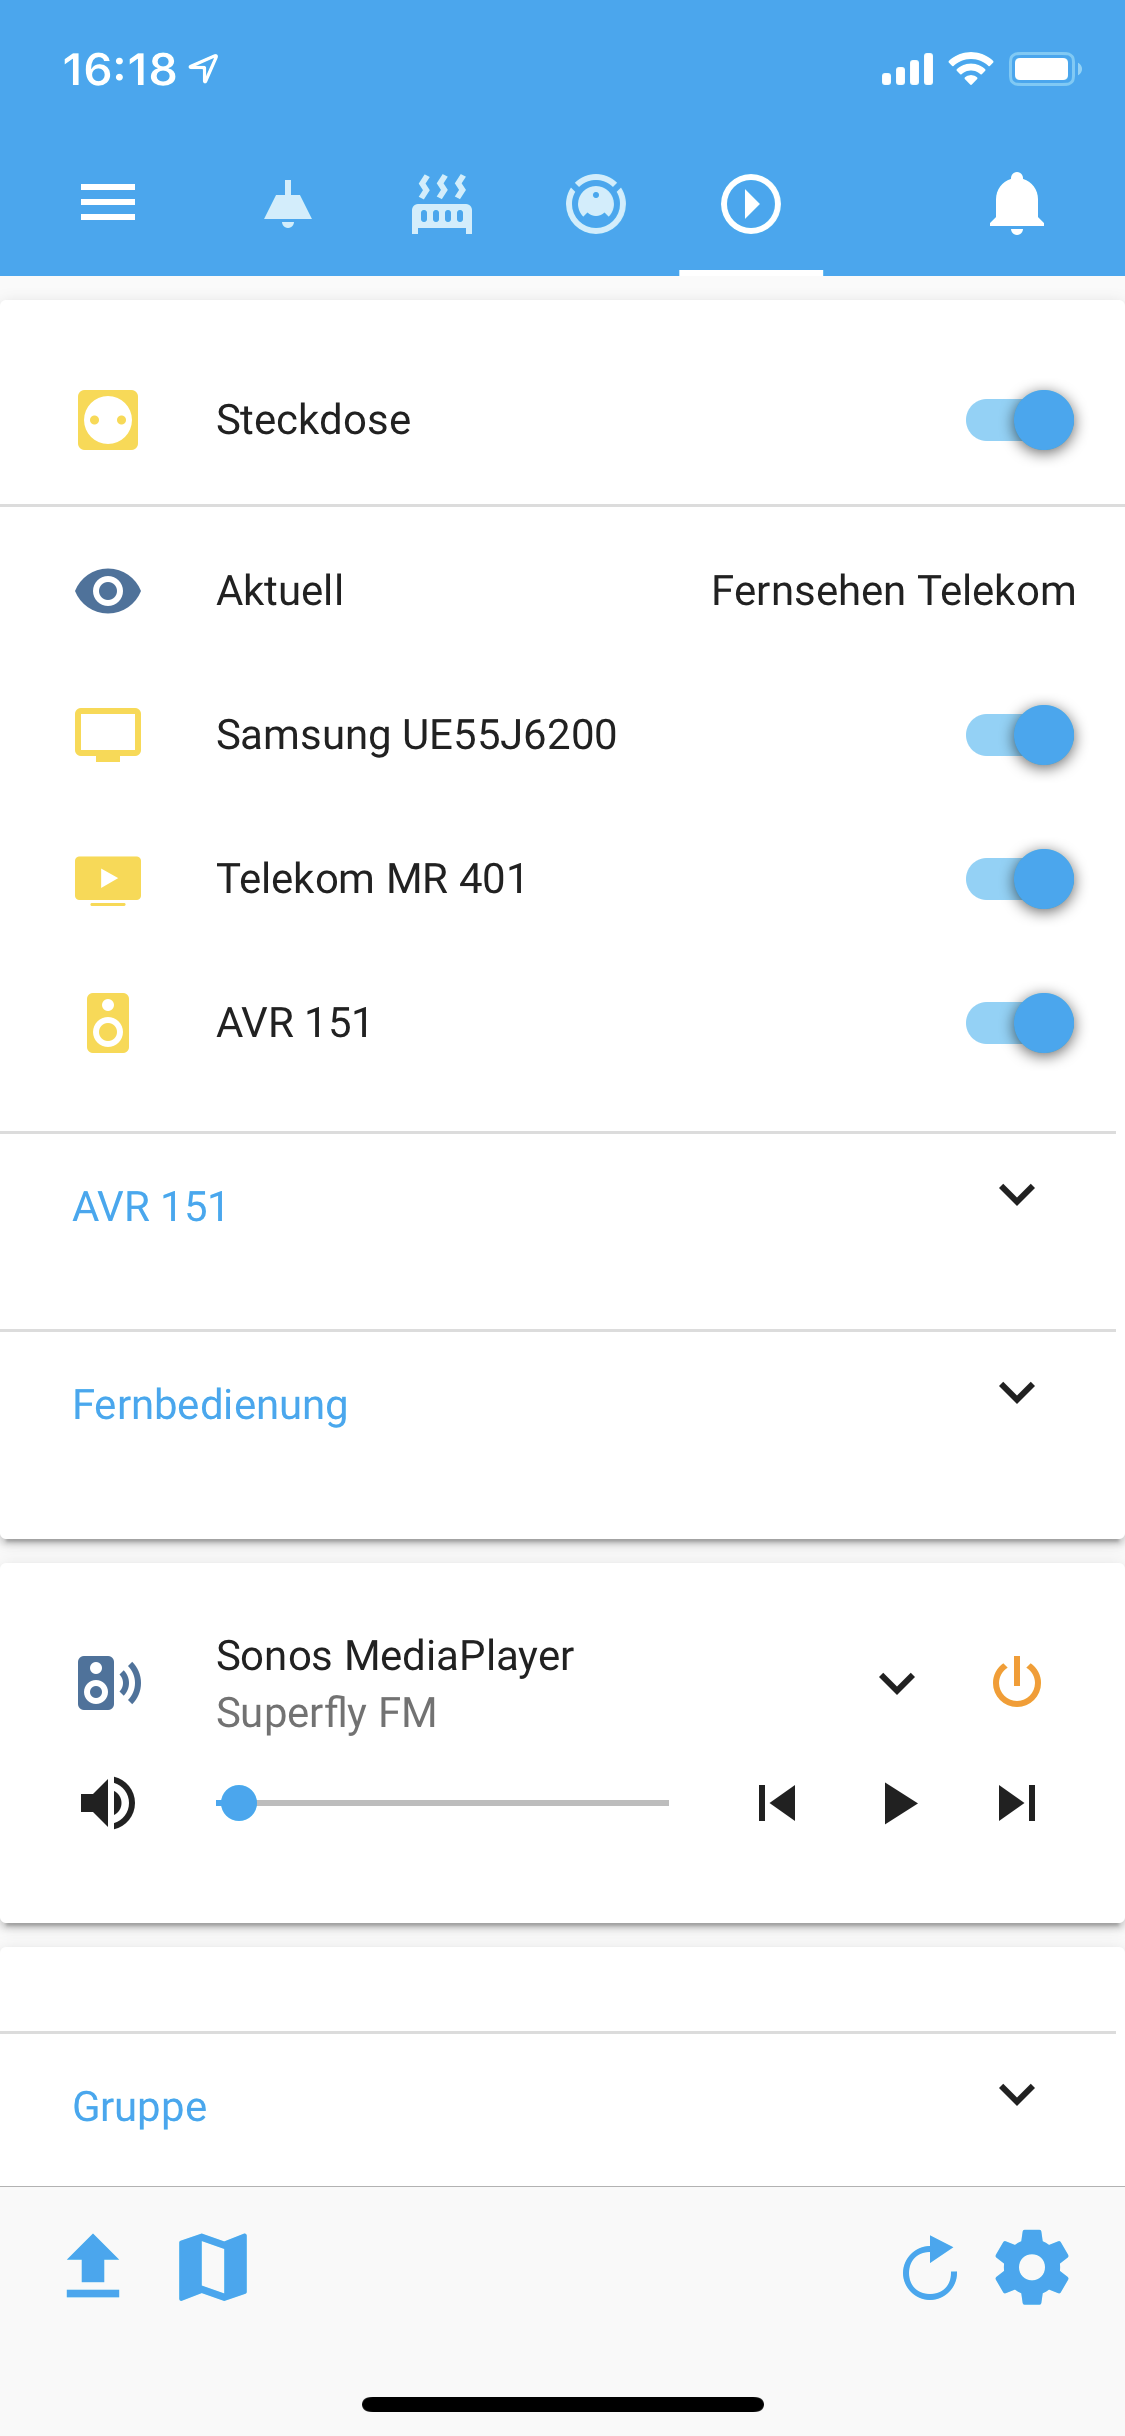 16:18
Steckdose
Aktuell Fernsehen Telekom
Samsung UE55J6200
Telekom MR 401
AVR 151
AVR 151
Fernbedienung
Sonos MediaPlayer
Superfly FM
Gruppe